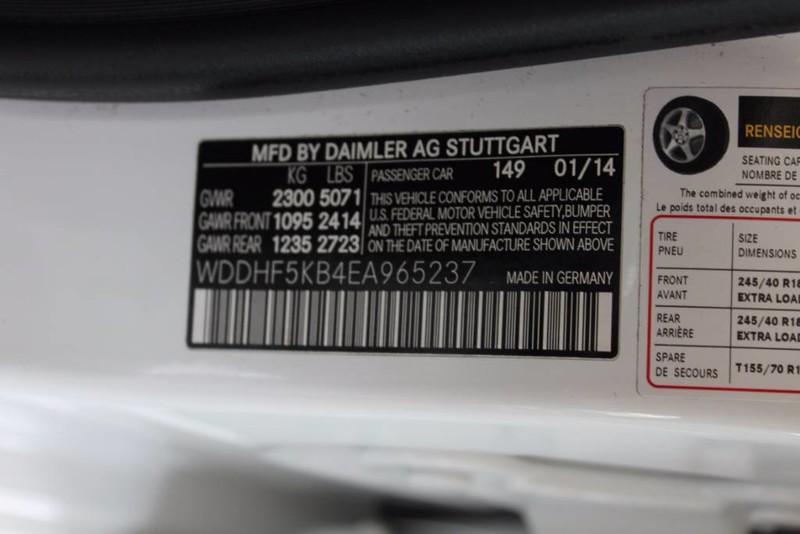 MFD BY DAIMLER AG STUTTGART
KG LBS
GVWR 2300 5071
GAWR FRONT 1095 2414
GAWR REAR 1235 2723
PASSENGER CAR 149 01/14
THIS VEHICLE CONFORMS TO ALL APPLICABLE
U.S. FEDERAL MOTOR VEHICLE SAFETY,BUMPER
AND THEFT PREVENTION STANDARDS IN EFFECT
ON THE DATE OF MANUFACTURE SHOWN ABOVE
WDDHF5KB4EA965237
MADE IN GERMANY
RENSEIG
SEATING CAP
NOMBRE DE
The combined weight of oc
Le poids total des occupants et
TIRE SIZE
PNEU DIMENSIONS
FRONT 245/40 R18
AVANT EXTRA LOAD
REAR 245/40 R18
ARRIÈRE EXTRA LOAD
SPARE
DE SECOURS T155/70 R1